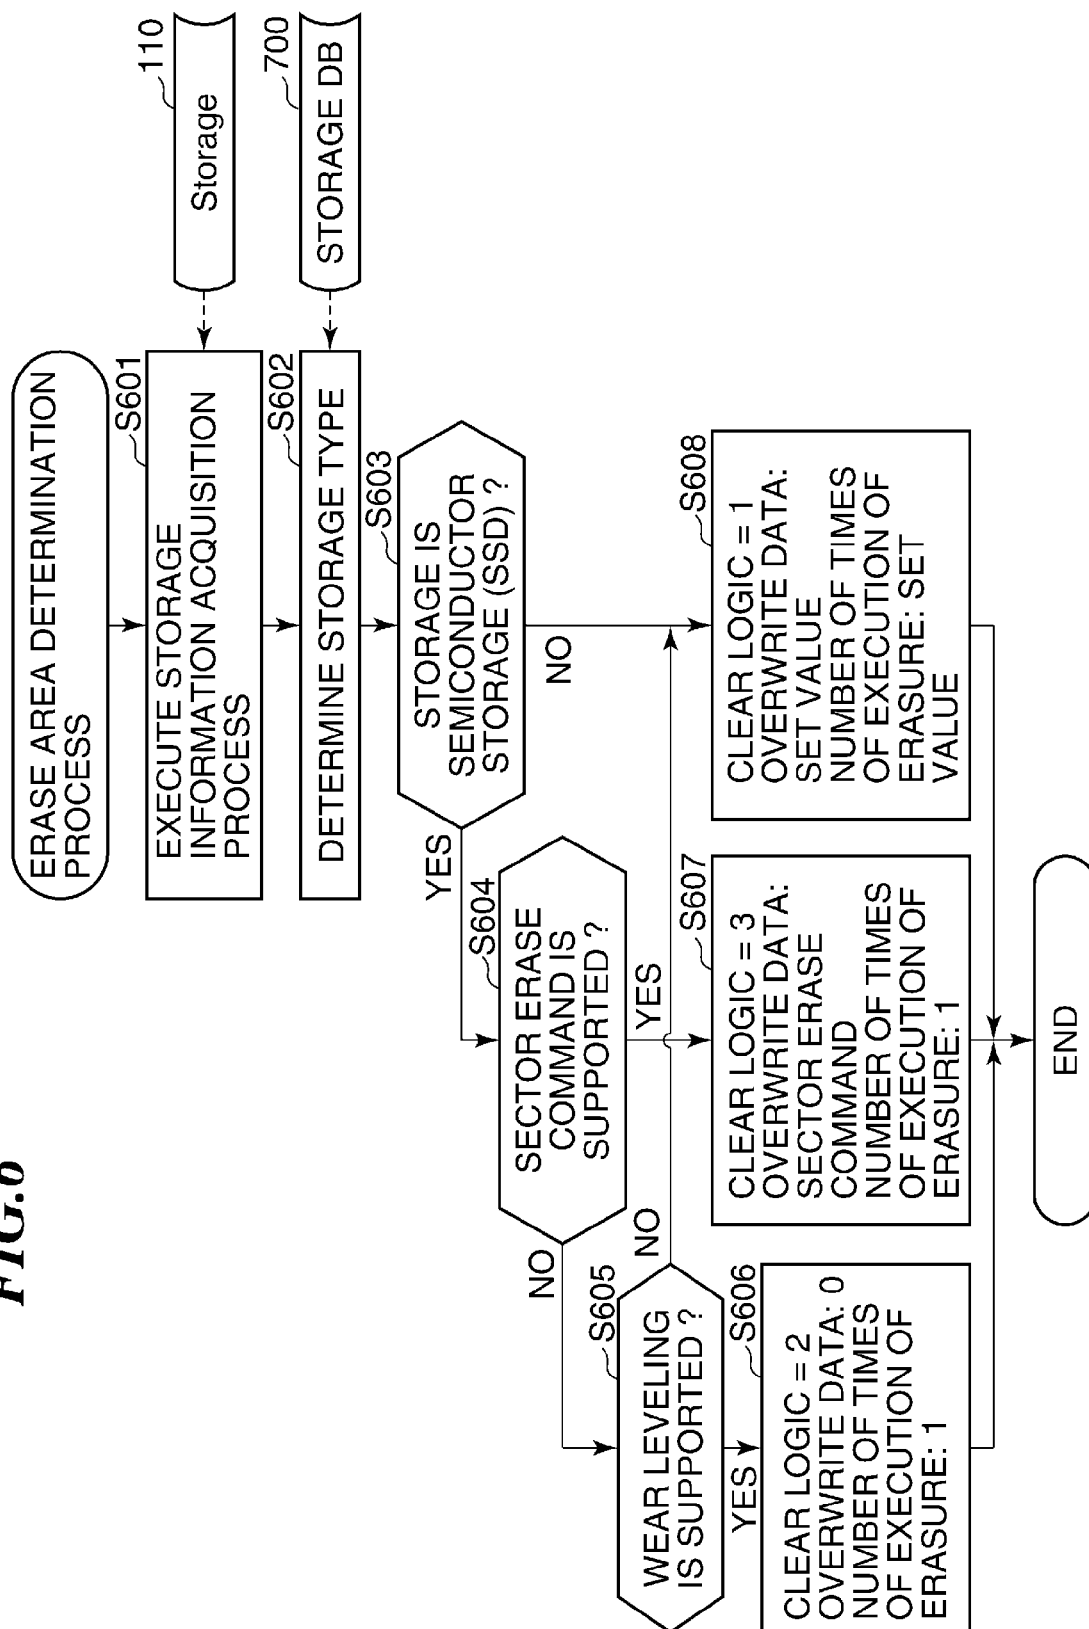 FIG.6
ERASE AREA DETERMINATION
PROCESS
S601
EXECUTE STORAGE
INFORMATION ACQUISITION
PROCESS
110
Storage
S602
DETERMINE STORAGE TYPE
700
STORAGE DB
S603
STORAGE IS
SEMICONDUCTOR
STORAGE (SSD) ?
YES
NO
S604
SECTOR ERASE
COMMAND IS
SUPPORTED ?
NO
YES
S605
WEAR LEVELING
IS SUPPORTED ?
NO
YES
S606
CLEAR LOGIC = 2
OVERWRITE DATA: 0
NUMBER OF TIMES
OF EXECUTION OF
ERASURE: 1
S607
CLEAR LOGIC = 3
OVERWRITE DATA:
SECTOR ERASE
COMMAND
NUMBER OF TIMES
OF EXECUTION OF
ERASURE: 1
S608
CLEAR LOGIC = 1
OVERWRITE DATA:
SET VALUE
NUMBER OF TIMES
OF EXECUTION OF
ERASURE: SET
VALUE
END